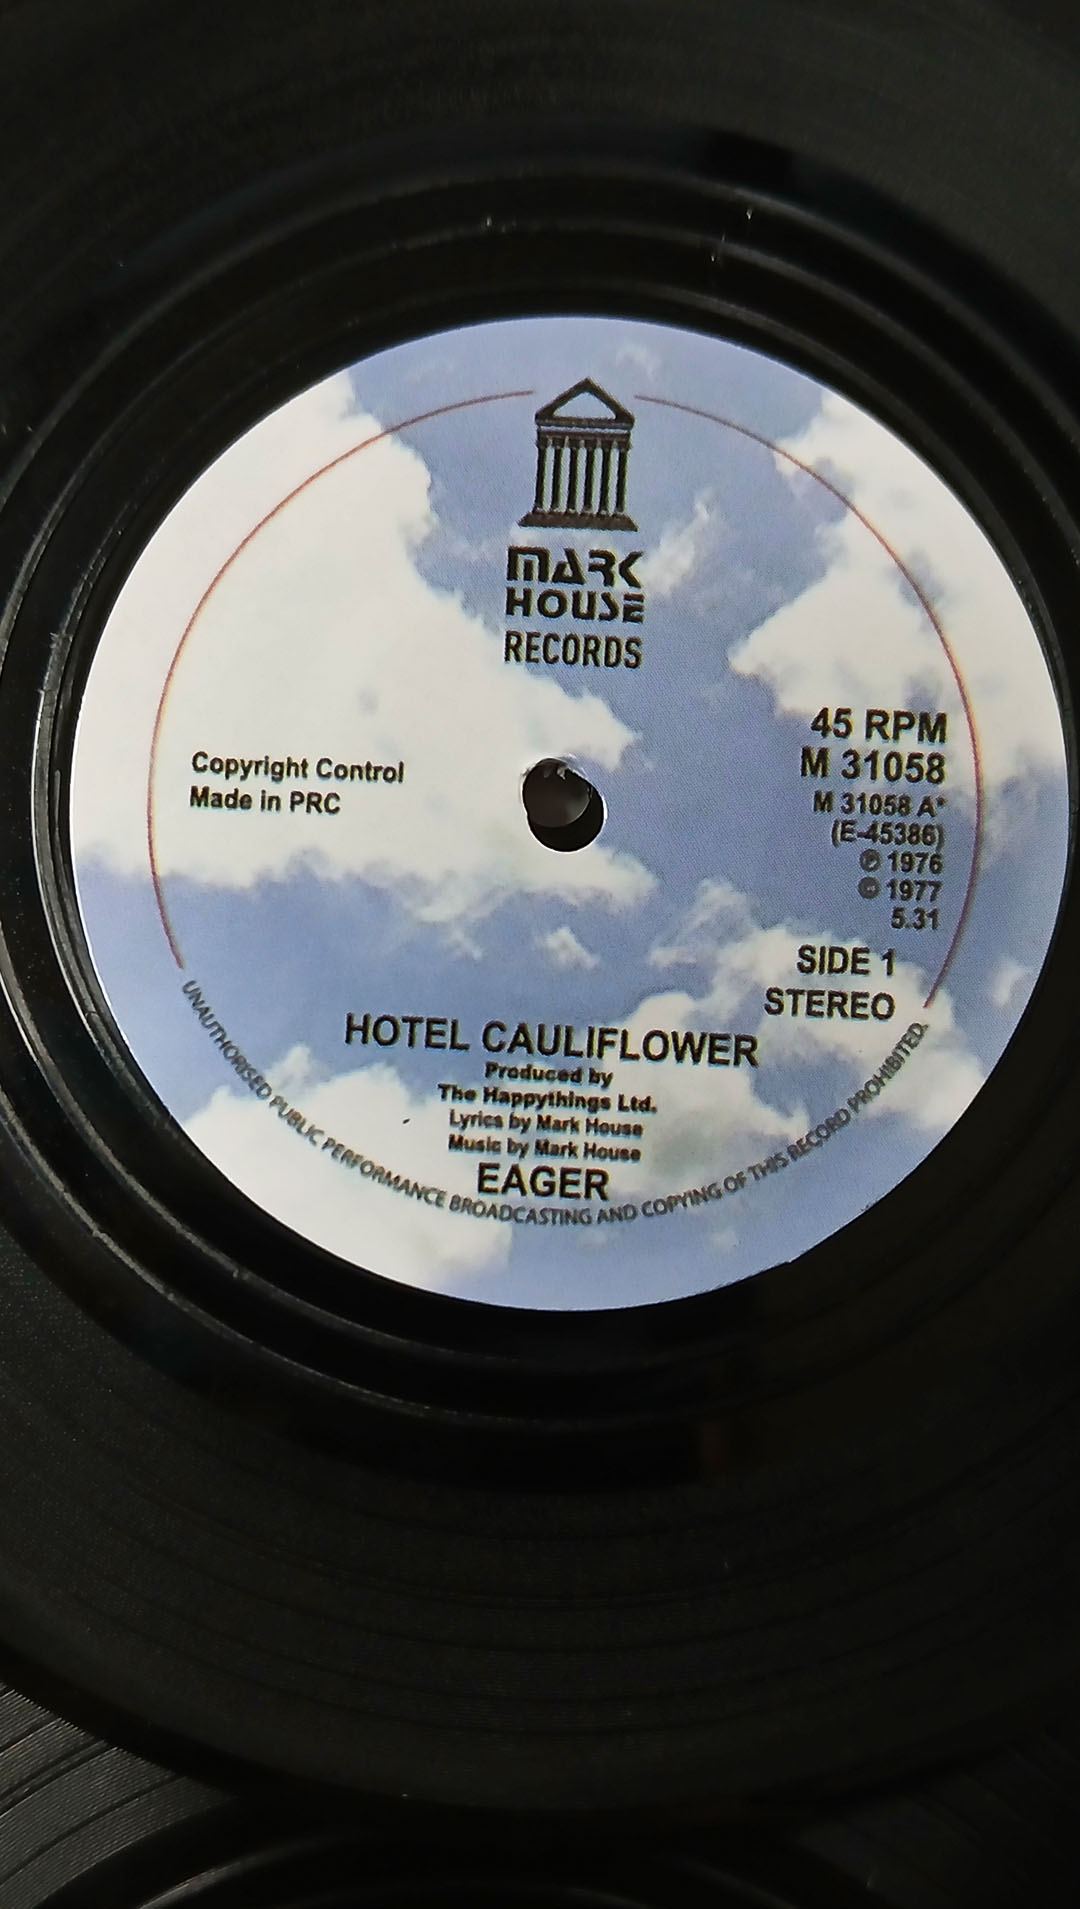 MARK
HOUSE
RECORDS
45 RPM
M 31058
M 31058 A*
(E-45386)
℗ 1976
© 1977
5.31
Copyright Control
Made in PRC
SIDE 1
STEREO
HOTEL CAULIFLOWER
Produced by
The Happythings Ltd.
Lyrics by Mark House
Music by Mark House
EAGER
UNAUTHORISED PUBLIC PERFORMANCE BROADCASTING AND COPYING OF THIS RECORD PROHIBITED.